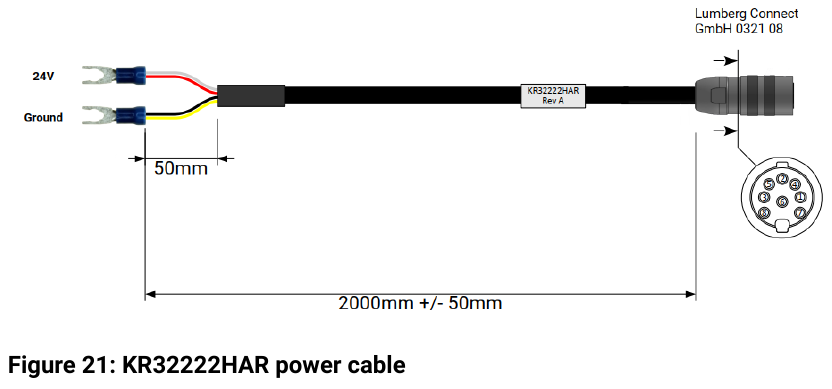 Lumberg Connect
GmbH 0321 08
24V
KR32222HAR
Rev A
Ground
50mm
2
5 4
3 1
6
8 7
2000mm +/- 50mm
Figure 21: KR32222HAR power cable